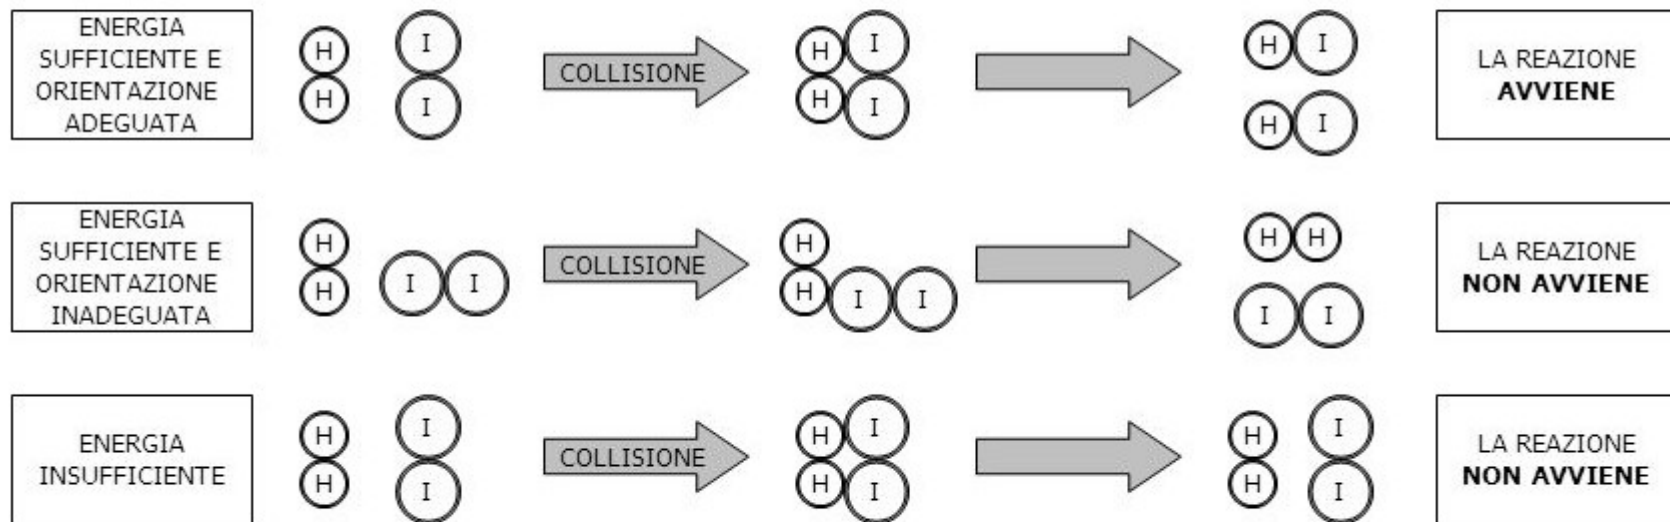 ENERGIA
SUFFICIENTE E
ORIENTAZIONE
ADEGUATA
H
H
I
I
COLLISIONE
H
H
I
I
H I
H I
LA REAZIONE
AVVIENE
ENERGIA
SUFFICIENTE E
ORIENTAZIONE
INADEGUATA
H
H
I I
COLLISIONE
H
H
I I
H H
I I
LA REAZIONE
NON AVVIENE
ENERGIA
INSUFFICIENTE
H
H
I
I
COLLISIONE
H
H
I
I
H
H
I
I
LA REAZIONE
NON AVVIENE